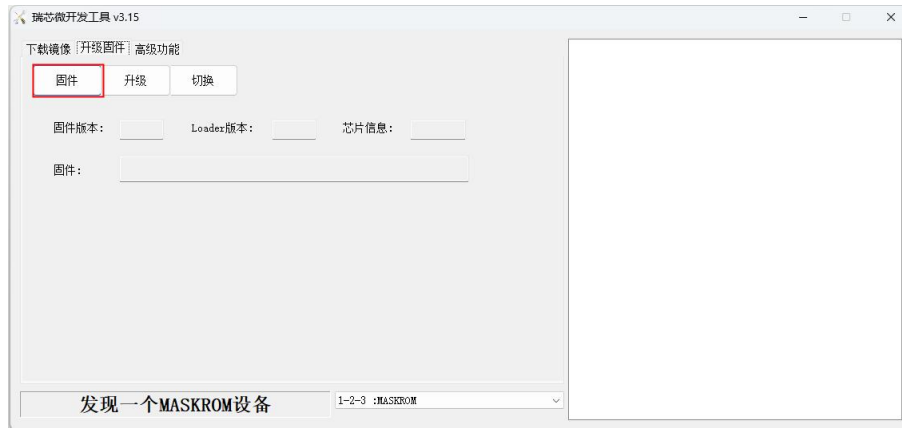 瑞芯微开发工具 v3.15
下载镜像 升级固件 高级功能
固件 升级 切换
固件版本: Loader版本: 芯片信息:
固件:
发现一个MASKROM设备 1-2-3 :MASKROM